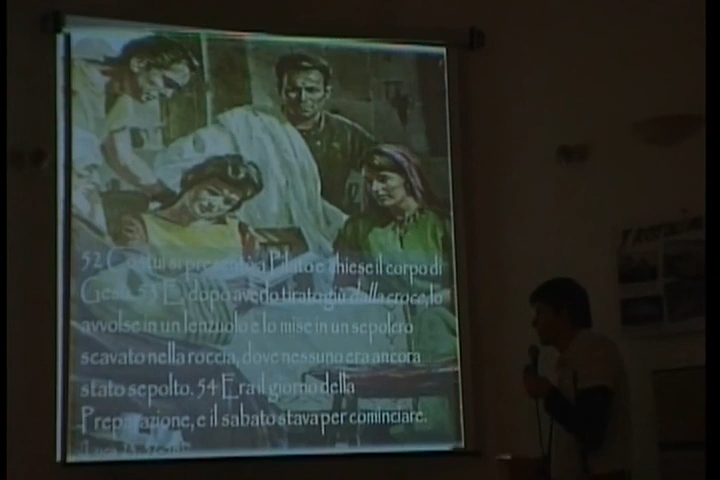 52 Costui si presentò a Pilato e chiese il corpo di
Gesù. 53 E, dopo averlo tirato giù dalla croce, lo
avvolse in un lenzuolo e lo mise in un sepolcro
scavato nella roccia, dove nessuno era ancora
stato sepolto. 54 Era il giorno della
Preparazione, e il sabato stava per cominciare.